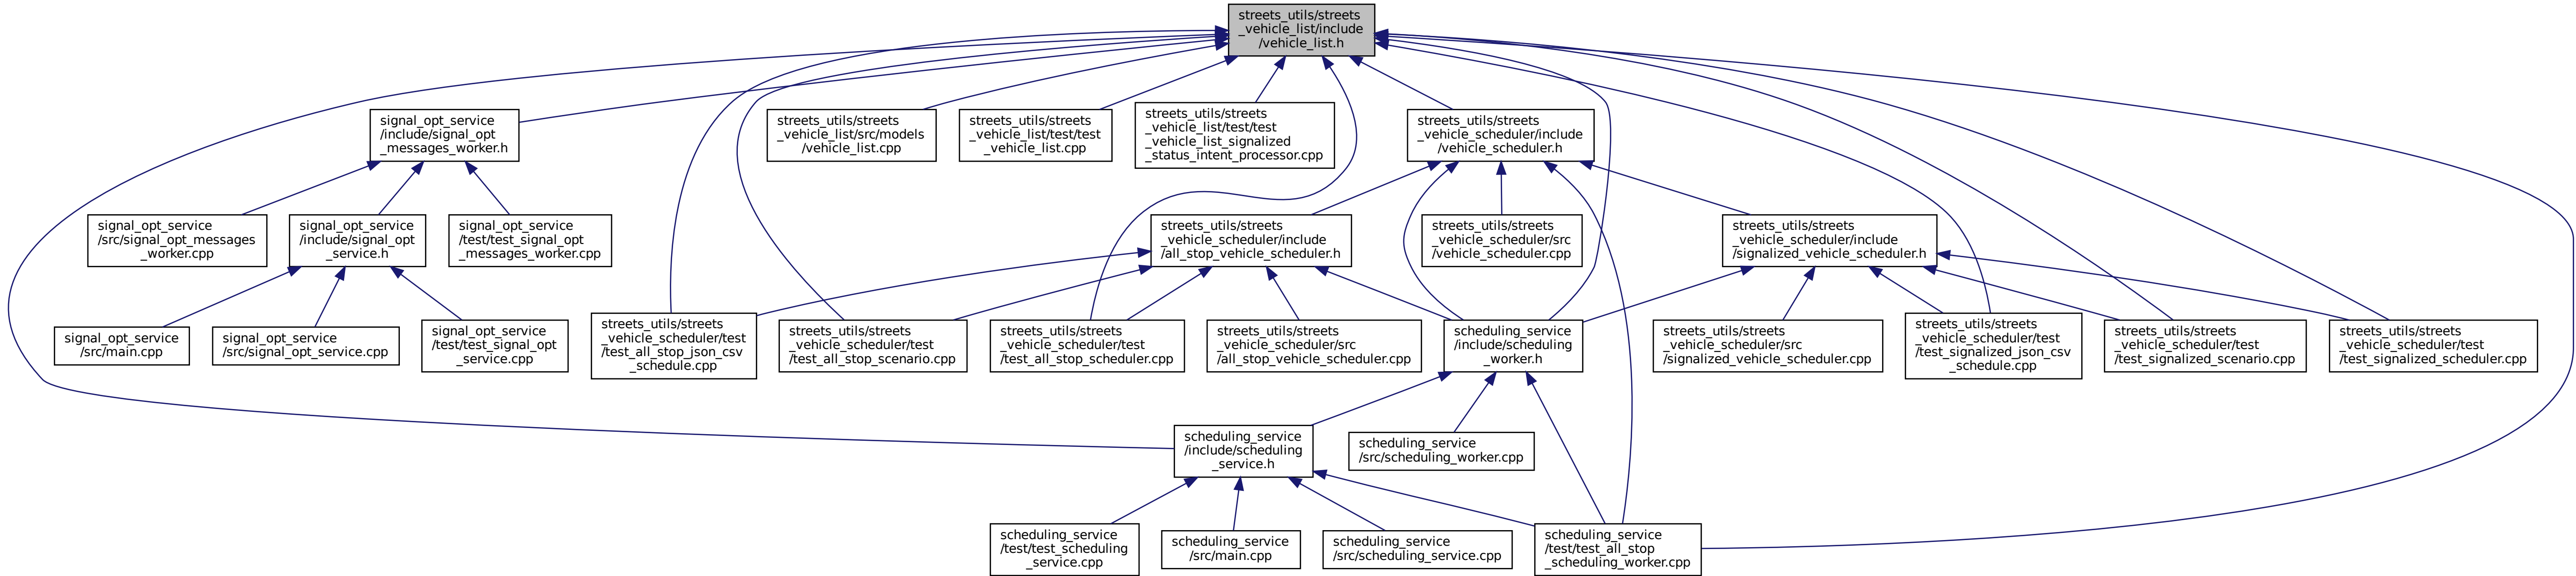 streets_utils/streets
_vehicle_list/include
/vehicle_list.h
signal_opt_service
/include/signal_opt
_messages_worker.h
streets_utils/streets
_vehicle_list/src/models
/vehicle_list.cpp
streets_utils/streets
_vehicle_list/test/test
_vehicle_list.cpp
streets_utils/streets
_vehicle_list/test/test
_vehicle_list_signalized
_status_intent_processor.cpp
streets_utils/streets
_vehicle_scheduler/include
/vehicle_scheduler.h
signal_opt_service
/src/signal_opt_messages
_worker.cpp
signal_opt_service
/include/signal_opt
_service.h
signal_opt_service
/test/test_signal_opt
_messages_worker.cpp
streets_utils/streets
_vehicle_scheduler/include
/all_stop_vehicle_scheduler.h
streets_utils/streets
_vehicle_scheduler/src
/vehicle_scheduler.cpp
streets_utils/streets
_vehicle_scheduler/include
/signalized_vehicle_scheduler.h
signal_opt_service
/src/main.cpp
signal_opt_service
/src/signal_opt_service.cpp
signal_opt_service
/test/test_signal_opt
_service.cpp
streets_utils/streets
_vehicle_scheduler/test
/test_all_stop_json_csv
_schedule.cpp
streets_utils/streets
_vehicle_scheduler/test
/test_all_stop_scenario.cpp
streets_utils/streets
_vehicle_scheduler/test
/test_all_stop_scheduler.cpp
streets_utils/streets
_vehicle_scheduler/src
/all_stop_vehicle_scheduler.cpp
scheduling_service
/include/scheduling
_worker.h
streets_utils/streets
_vehicle_scheduler/src
/signalized_vehicle_scheduler.cpp
streets_utils/streets
_vehicle_scheduler/test
/test_signalized_json_csv
_schedule.cpp
streets_utils/streets
_vehicle_scheduler/test
/test_signalized_scenario.cpp
streets_utils/streets
_vehicle_scheduler/test
/test_signalized_scheduler.cpp
scheduling_service
/include/scheduling
_service.h
scheduling_service
/src/scheduling_worker.cpp
scheduling_service
/test/test_scheduling
_service.cpp
scheduling_service
/src/main.cpp
scheduling_service
/src/scheduling_service.cpp
scheduling_service
/test/test_all_stop
_scheduling_worker.cpp